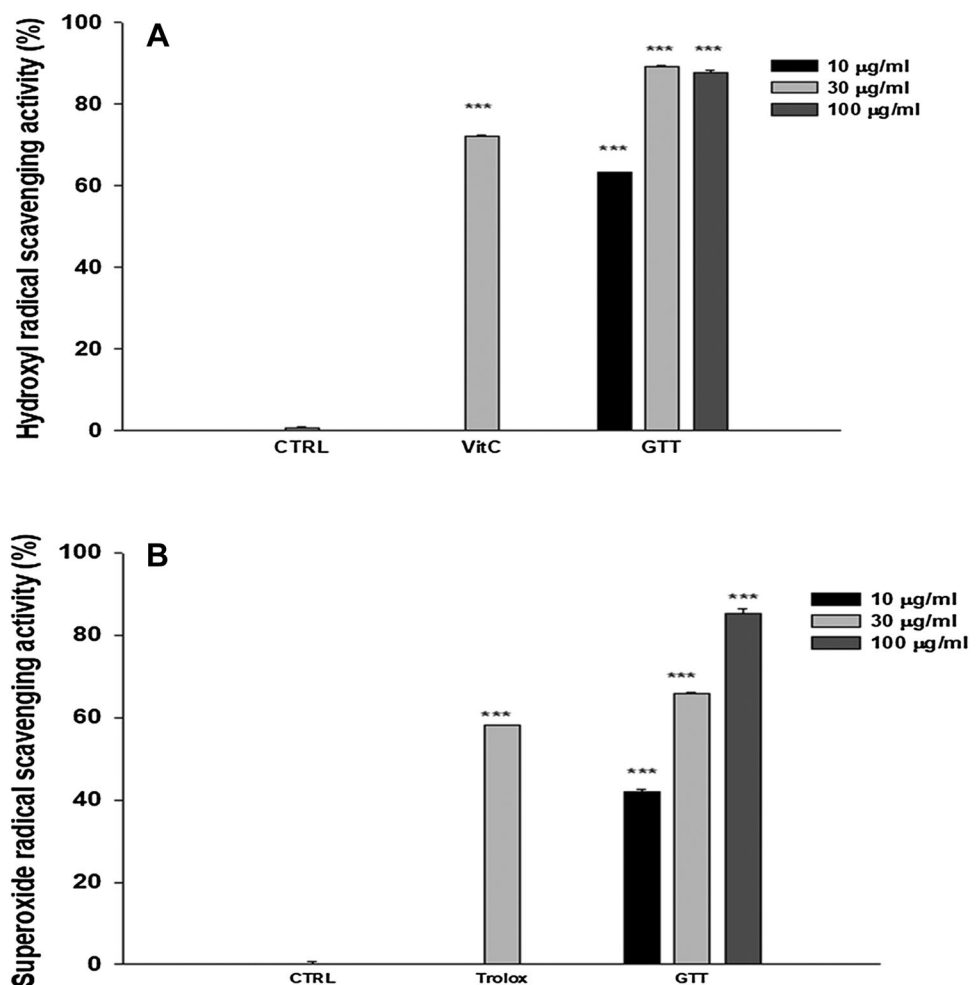 Hydroxyl radical scavenging activity (%)
A
100
80
60
40
20
0
***
***
***
***
10 µg/ml
30 µg/ml
100 µg/ml
CTRL
VitC
GTT
Superoxide radical scavenging activity (%)
B
100
80
60
40
20
0
***
***
***
***
10 µg/ml
30 µg/ml
100 µg/ml
CTRL
Trolox
GTT